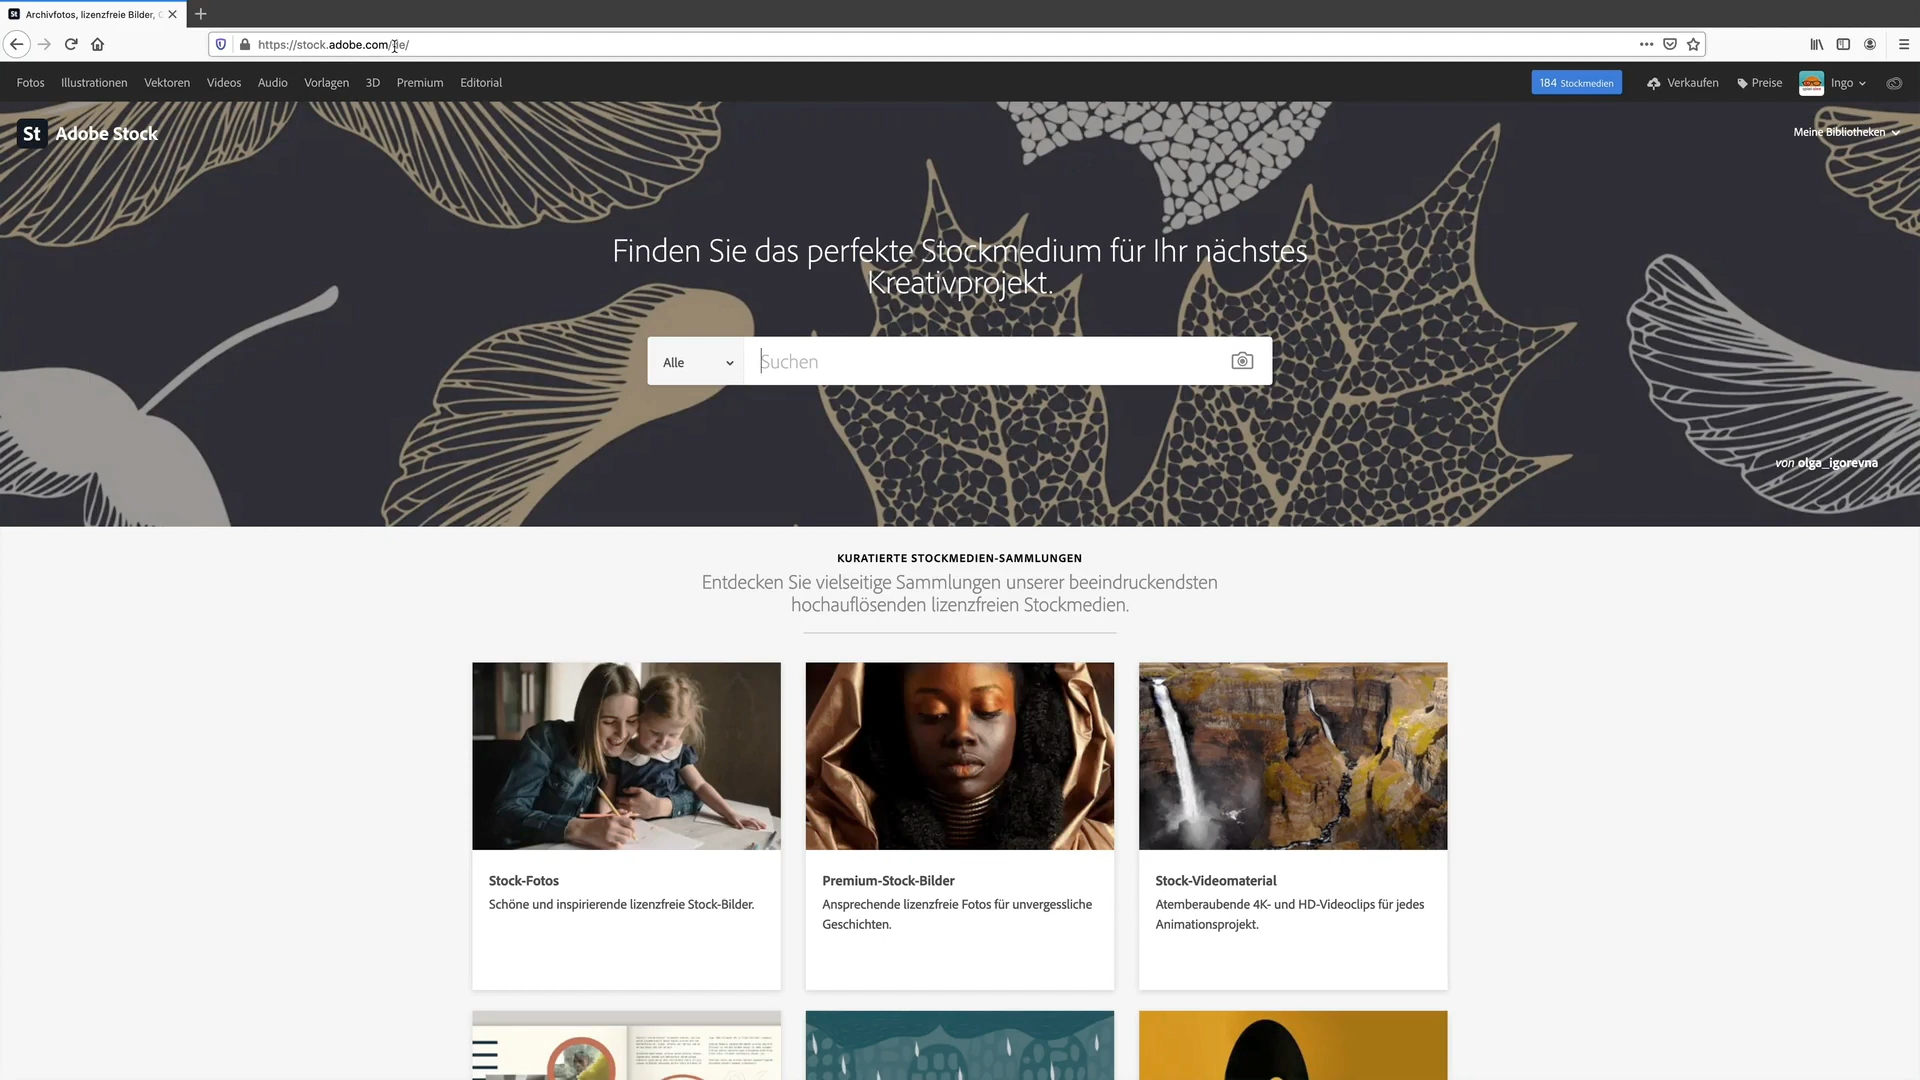 St Archivfotos, lizenzfreie Bilder,
https://stock.adobe.com/de/
Fotos Illustrationen Vektoren Videos Audio Vorlagen 3D Premium Editorial 184 Stockmedien Verkaufen Preise Ingo
St Adobe Stock
Meine Bibliotheken
Finden Sie das perfekte Stockmedium für Ihr nächstes
Kreativprojekt.
Alle Suchen
von olga_igorevna
KURATIERTE STOCKMEDIEN-SAMMLUNGEN
Entdecken Sie vielseitige Sammlungen unserer beeindruckendsten
hochauflösenden lizenzfreien Stockmedien.
Stock-Fotos
Schöne und inspirierende lizenzfreie Stock-Bilder.
Premium-Stock-Bilder
Ansprechende lizenzfreie Fotos für unvergessliche
Geschichten.
Stock-Videomaterial
Atemberaubende 4K- und HD-Videoclips für jedes
Animationsprojekt.